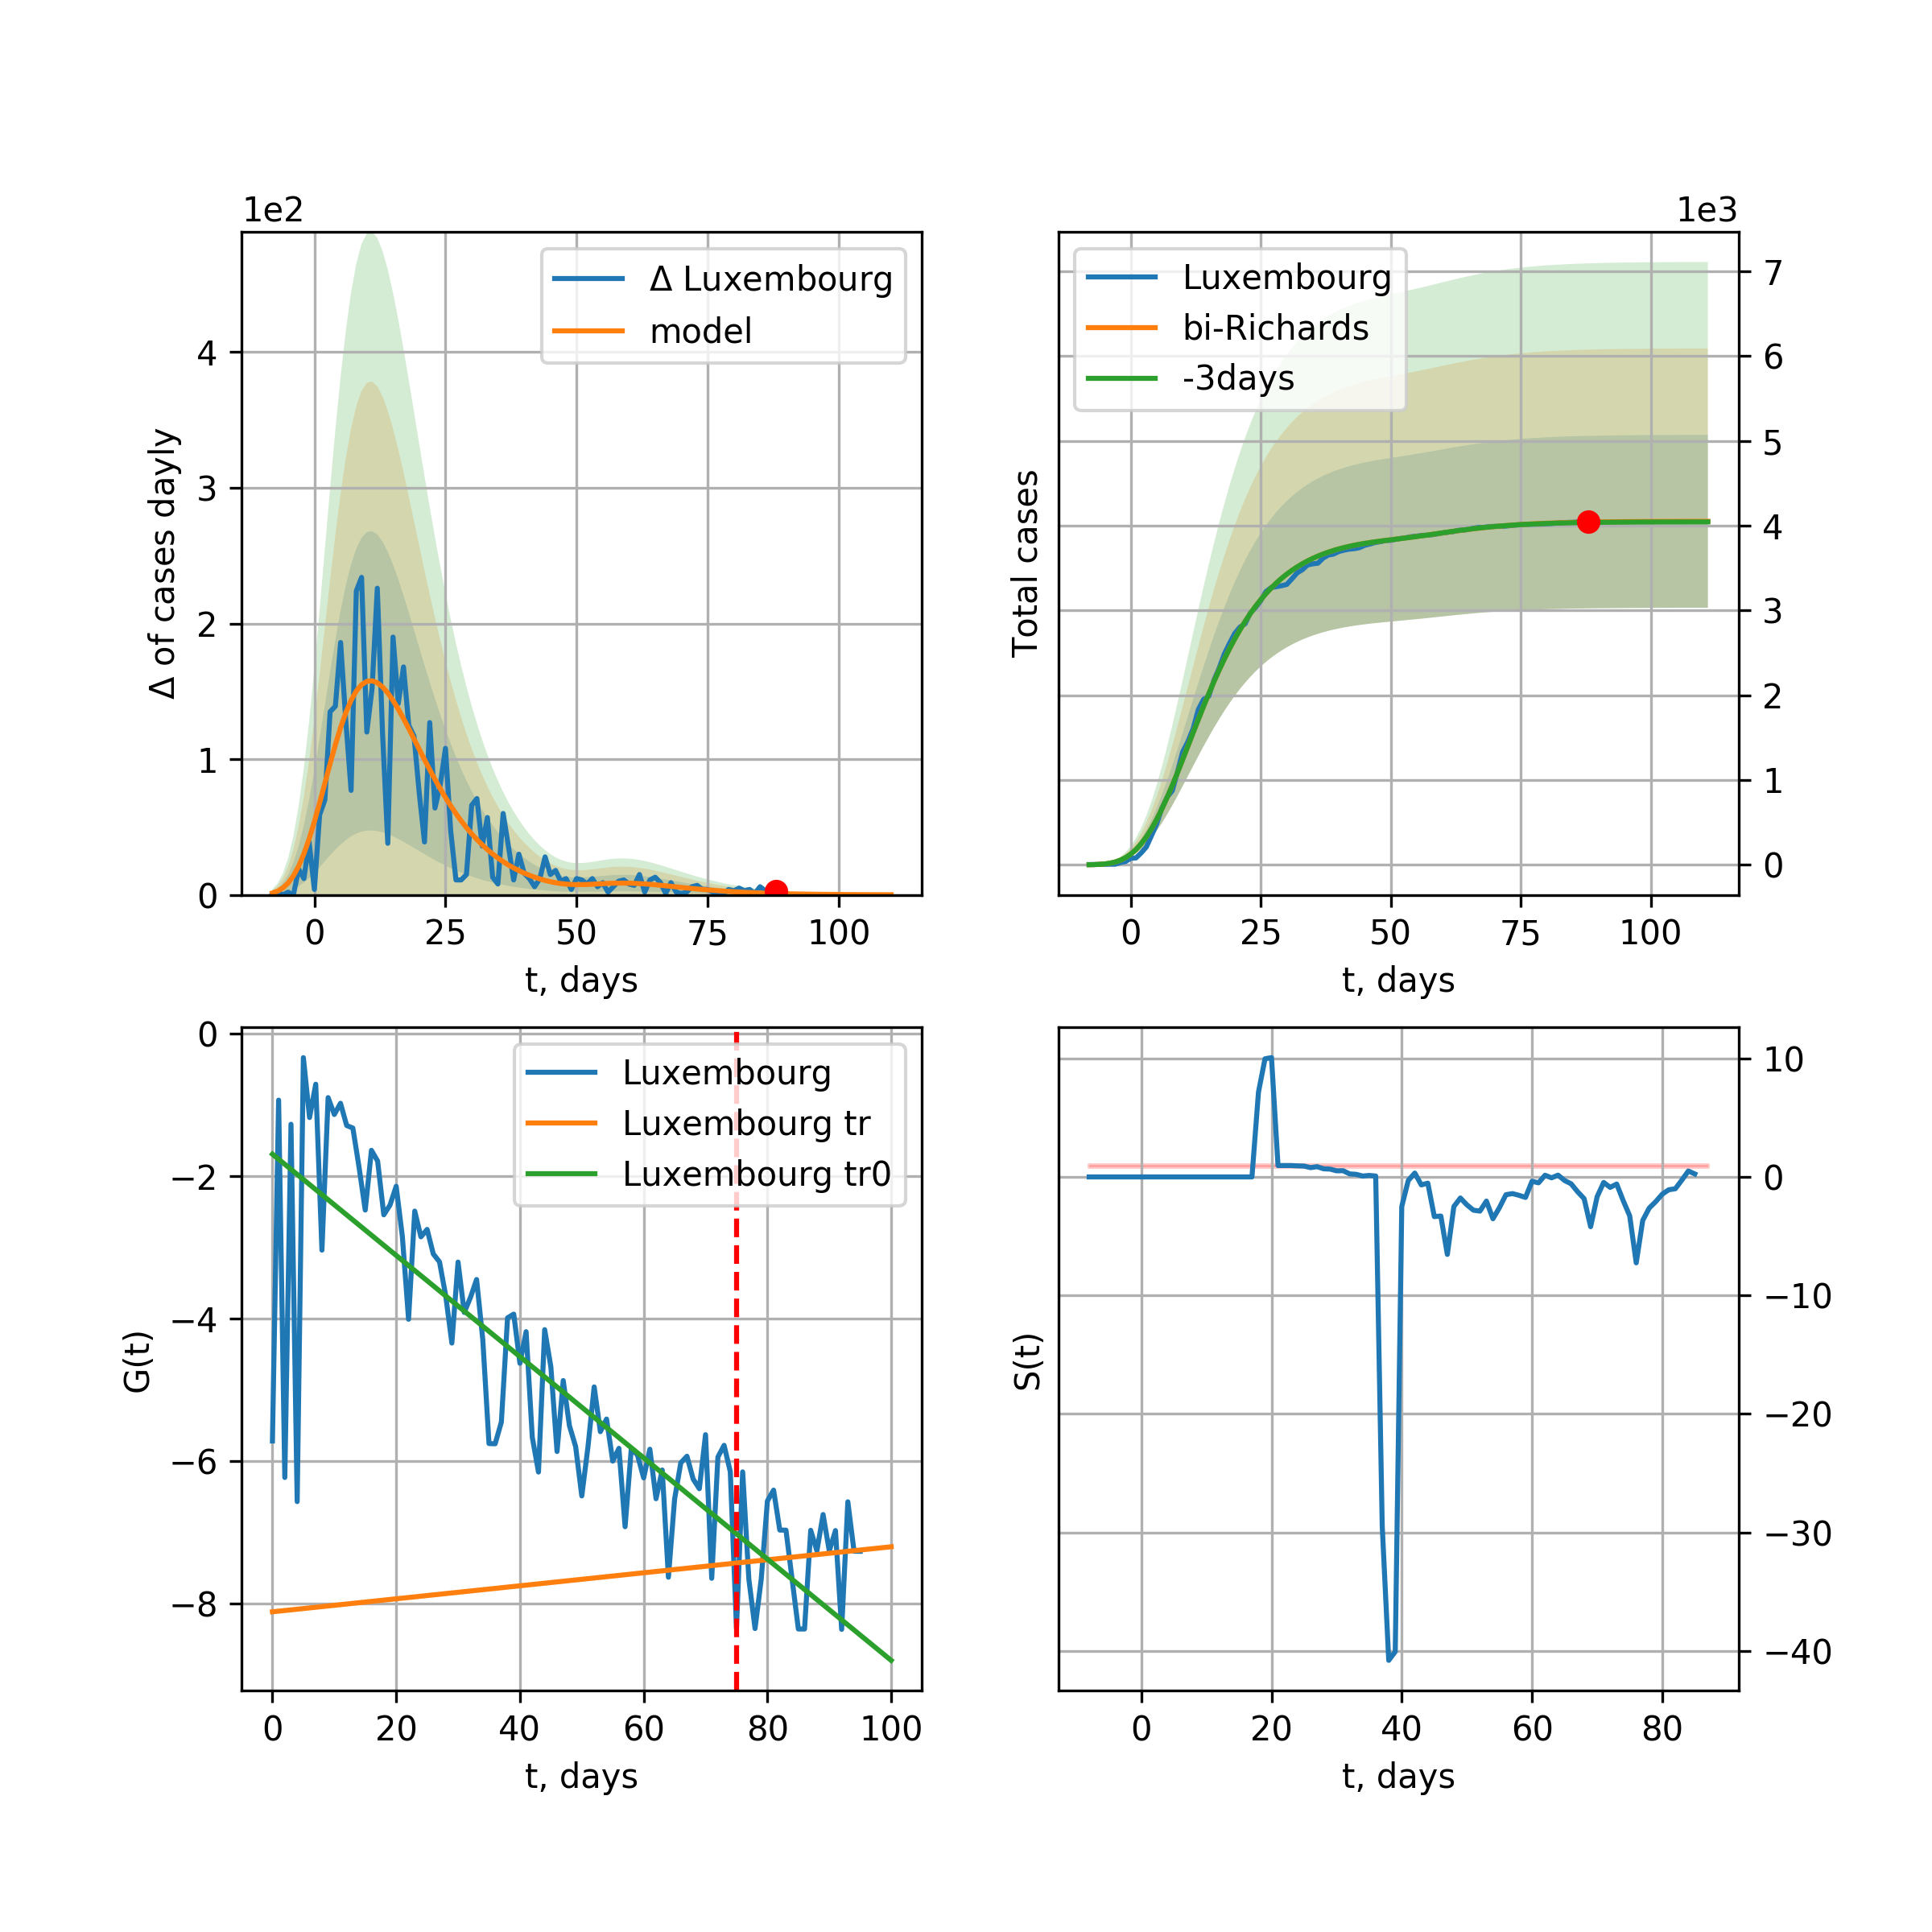 1e2
Δ Luxembourg
model
4
3
2
1
0
Δ of cases dayly
0 25 50 75 100
t, days
1e3
Luxembourg
bi-Richards
-3days
7
6
5
4
3
2
1
0
Total cases
0 25 50 75 100
t, days
Luxembourg
Luxembourg tr
Luxembourg tr0
0
−2
−4
−6
−8
G(t)
0 20 40 60 80 100
t, days
10
0
−10
−20
−30
−40
S(t)
0 20 40 60 80
t, days